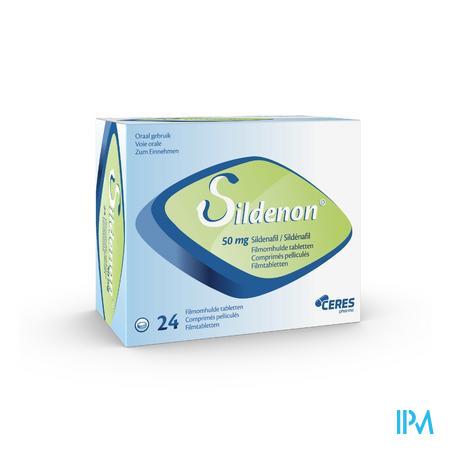 Oraal gebruik
Voie orale
Zum Einnehmen
Sildenon®
50 mg Sildenafil / Sildénafil
Filmomhulde tabletten
Comprimés pelliculés
Filmtabletten
24 Filmomhulde tabletten
Comprimés pelliculés
Filmtabletten
CERES
pharma
Sildenon
IPM